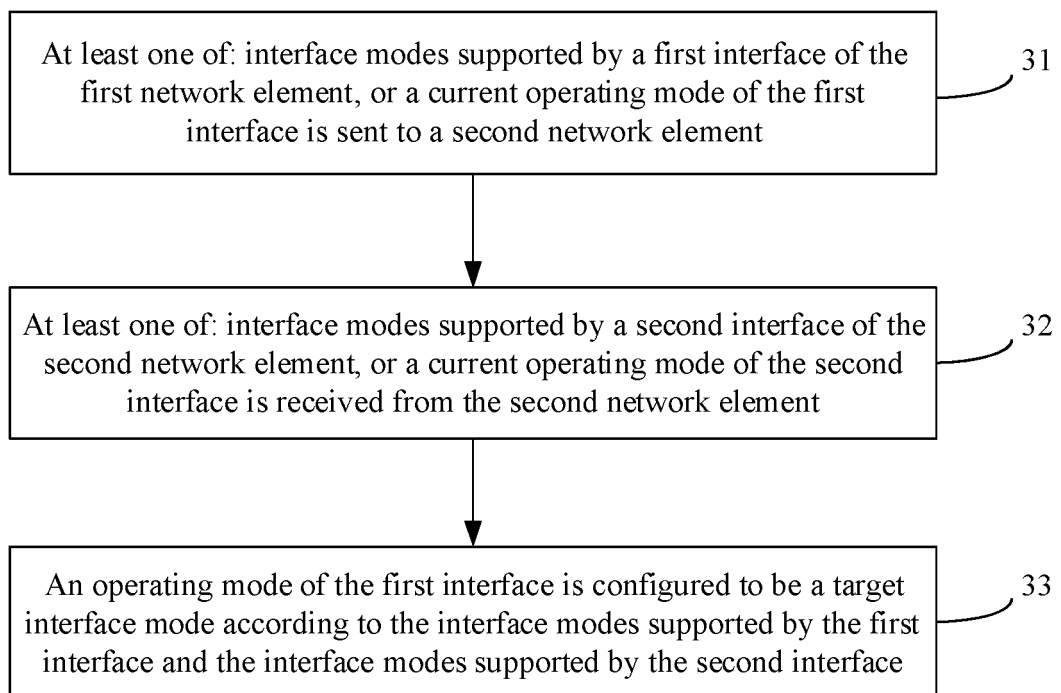 At least one of: interface modes supported by a first interface of the
first network element, or a current operating mode of the first
interface is sent to a second network element
31
At least one of: interface modes supported by a second interface of the
second network element, or a current operating mode of the second
interface is received from the second network element
32
An operating mode of the first interface is configured to be a target
interface mode according to the interface modes supported by the first
interface and the interface modes supported by the second interface
33